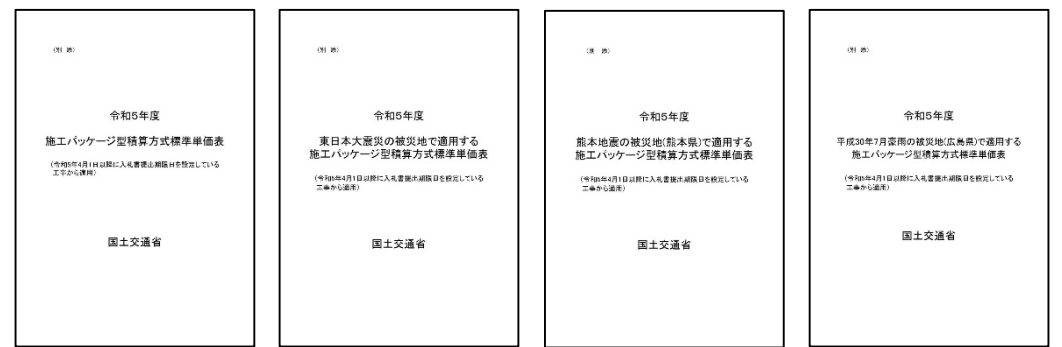 (別 添)
令和5年度
施工パッケージ型積算方式標準単価表
(令和5年4月1日以降に入札書提出期限日を設定している
工事から適用)
国土交通省
(別 添)
令和5年度
東日本大震災の被災地で適用する
施工パッケージ型積算方式標準単価表
(令和5年4月1日以降に入札書提出期限日を設定している
工事から適用)
国土交通省
令和5年度
熊本地震の被災地(熊本県)で適用する
施工パッケージ型積算方式標準単価表
(令和5年4月1日以降に入札書提出期限日を設定している
工事から適用)
国土交通省
(別 添)
令和5年度
平成30年7月豪雨の被災地(広島県)で適用する
施工パッケージ型積算方式標準単価表
(令和5年4月1日以降に入札書提出期限日を設定している
工事から適用)
国土交通省